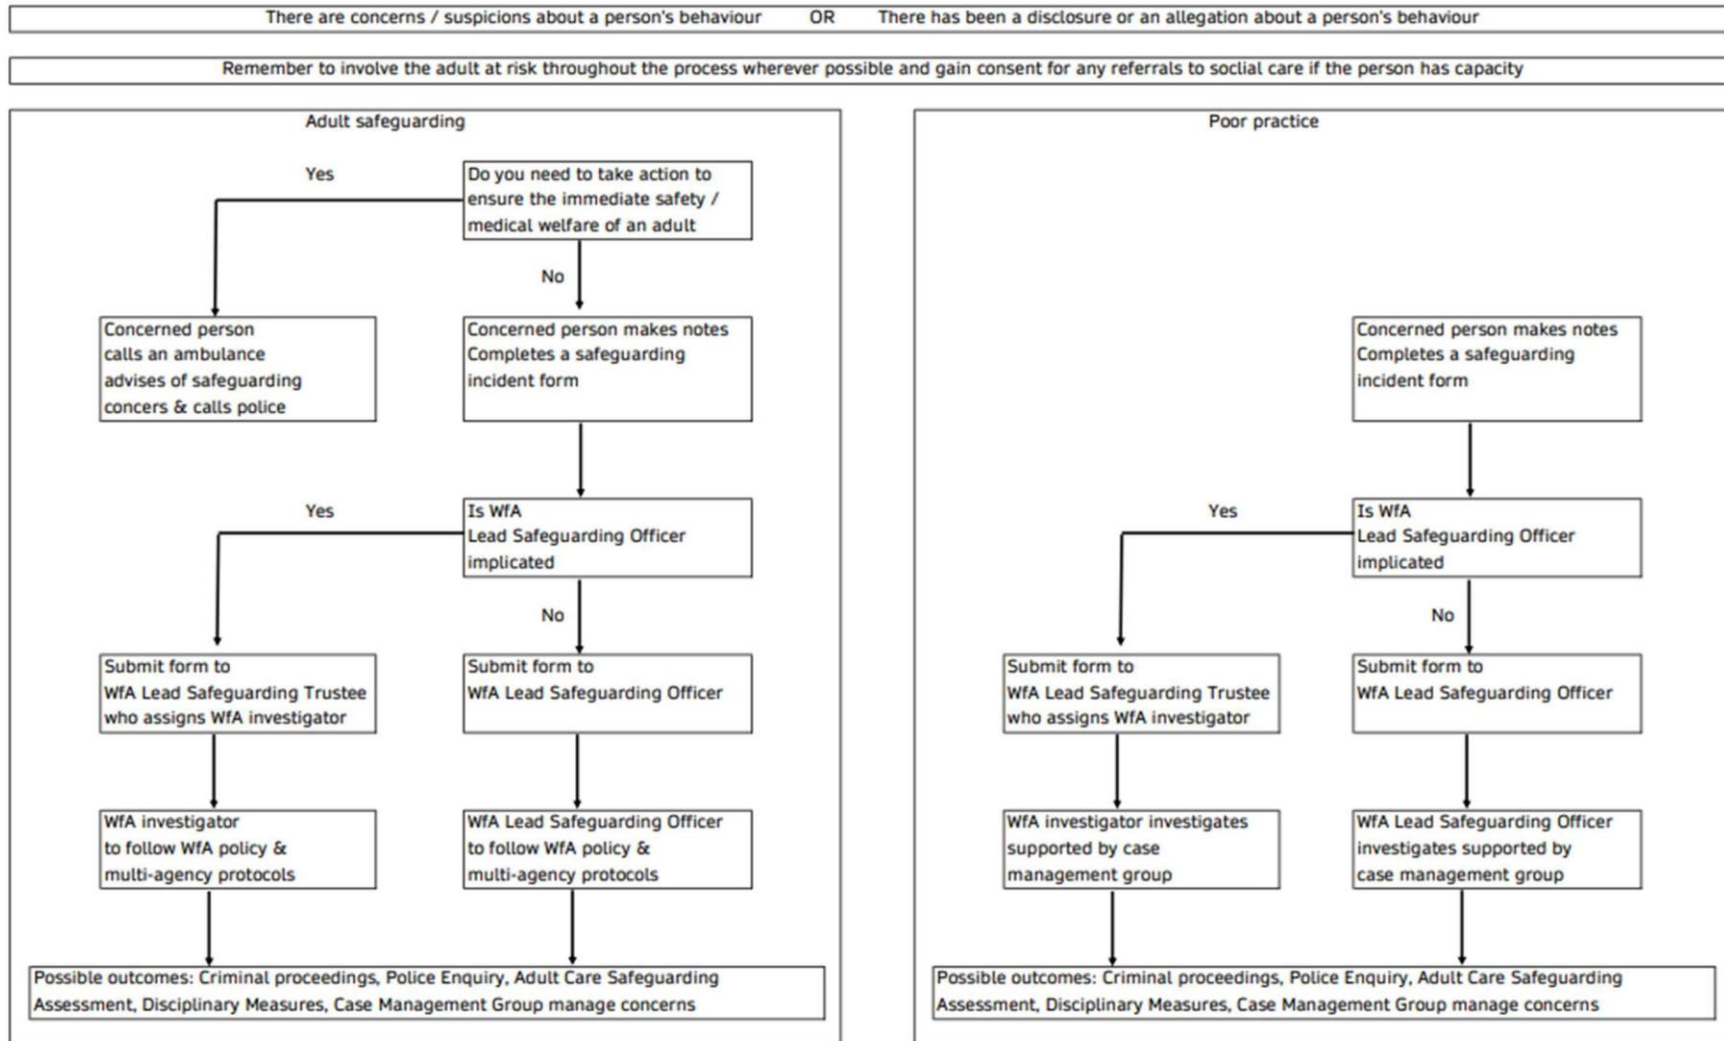 There are concerns / suspicions about a person's behaviour OR There has been a disclosure or an allegation about a person's behaviour
Remember to involve the adult at risk throughout the process wherever possible and gain consent for any referrals to soclial care if the person has capacity
Adult safeguarding
Yes
Do you need to take action to
ensure the immediate safety /
medical welfare of an adult
No
Concerned person
calls an ambulance
advises of safeguarding
concers & calls police
Concerned person makes notes
Completes a safeguarding
incident form
Yes
Is WfA
Lead Safeguarding Officer
implicated
No
Submit form to
WfA Lead Safeguarding Trustee
who assigns WfA investigator
Submit form to
WfA Lead Safeguarding Officer
WfA investigator
to follow WfA policy &
multi-agency protocols
WfA Lead Safeguarding Officer
to follow WfA policy &
multi-agency protocols
Possible outcomes: Criminal proceedings, Police Enquiry, Adult Care Safeguarding
Assessment, Disciplinary Measures, Case Management Group manage concerns
Poor practice
Concerned person makes notes
Completes a safeguarding
incident form
Yes
Is WfA
Lead Safeguarding Officer
implicated
No
Submit form to
WfA Lead Safeguarding Trustee
who assigns WfA investigator
Submit form to
WfA Lead Safeguarding Officer
WfA investigator investigates
supported by case
management group
WfA Lead Safeguarding Officer
investigates supported by
case management group
Possible outcomes: Criminal proceedings, Police Enquiry, Adult Care Safeguarding
Assessment, Disciplinary Measures, Case Management Group manage concerns